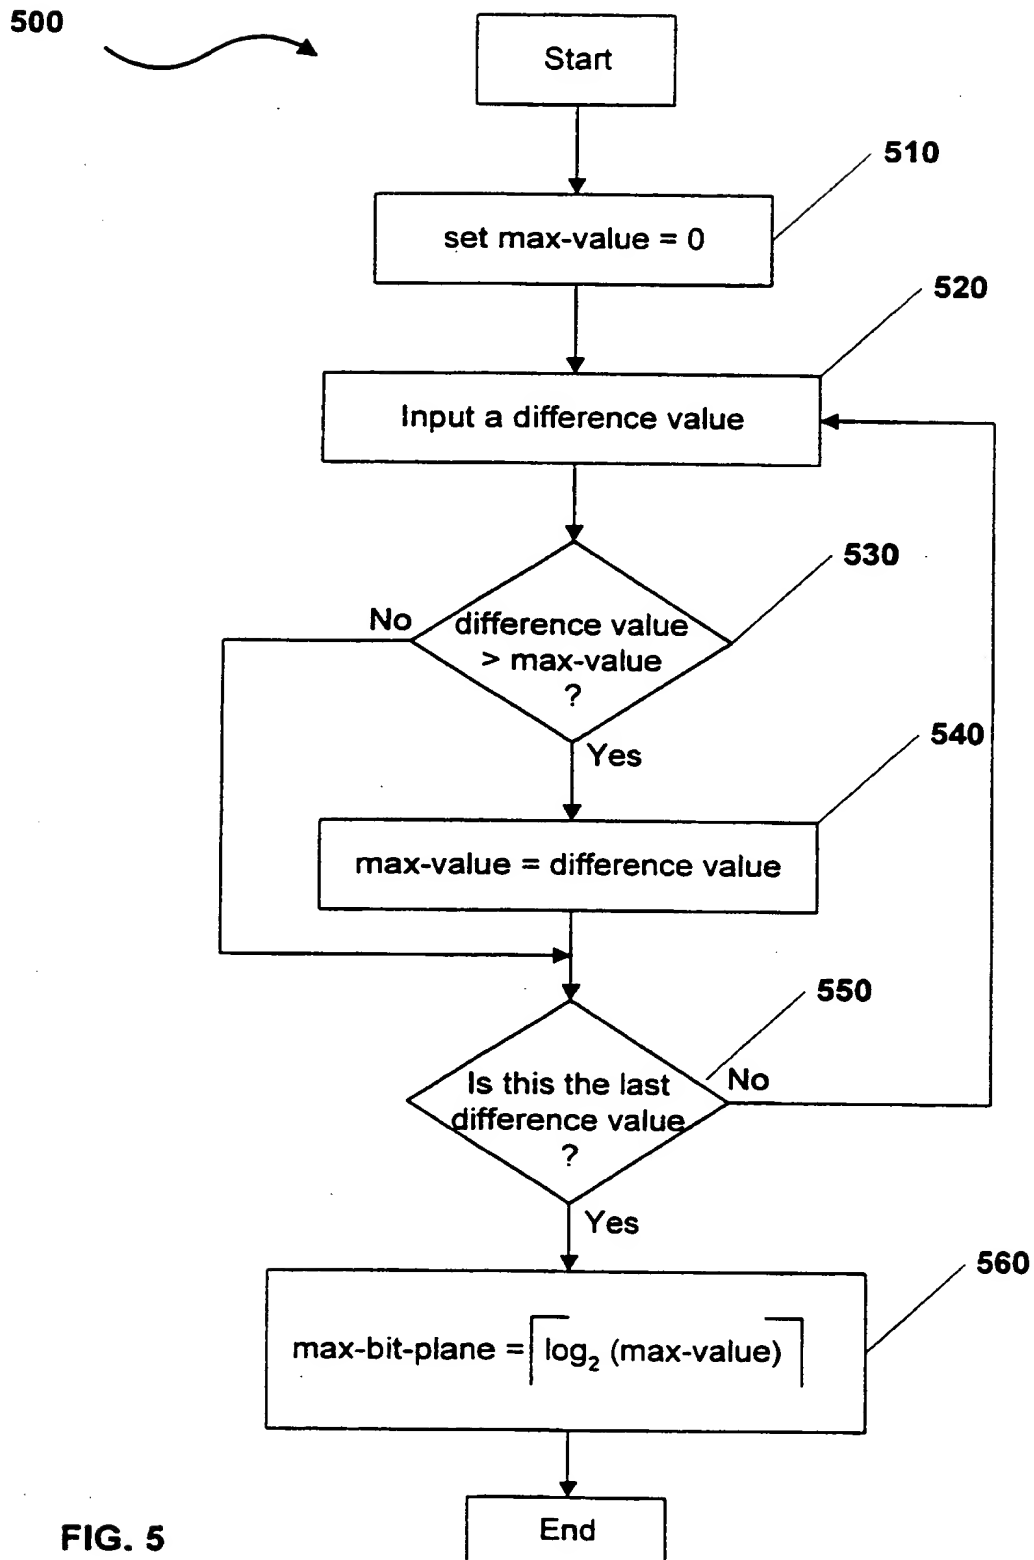 500
Start
510
set max-value = 0
520
Input a difference value
530
No
difference value
> max-value
?
Yes
540
max-value = difference value
550
Is this the last
difference value
?
No
Yes
560
max-bit-plane = ⌈log₂ (max-value)⌉
End
FIG. 5